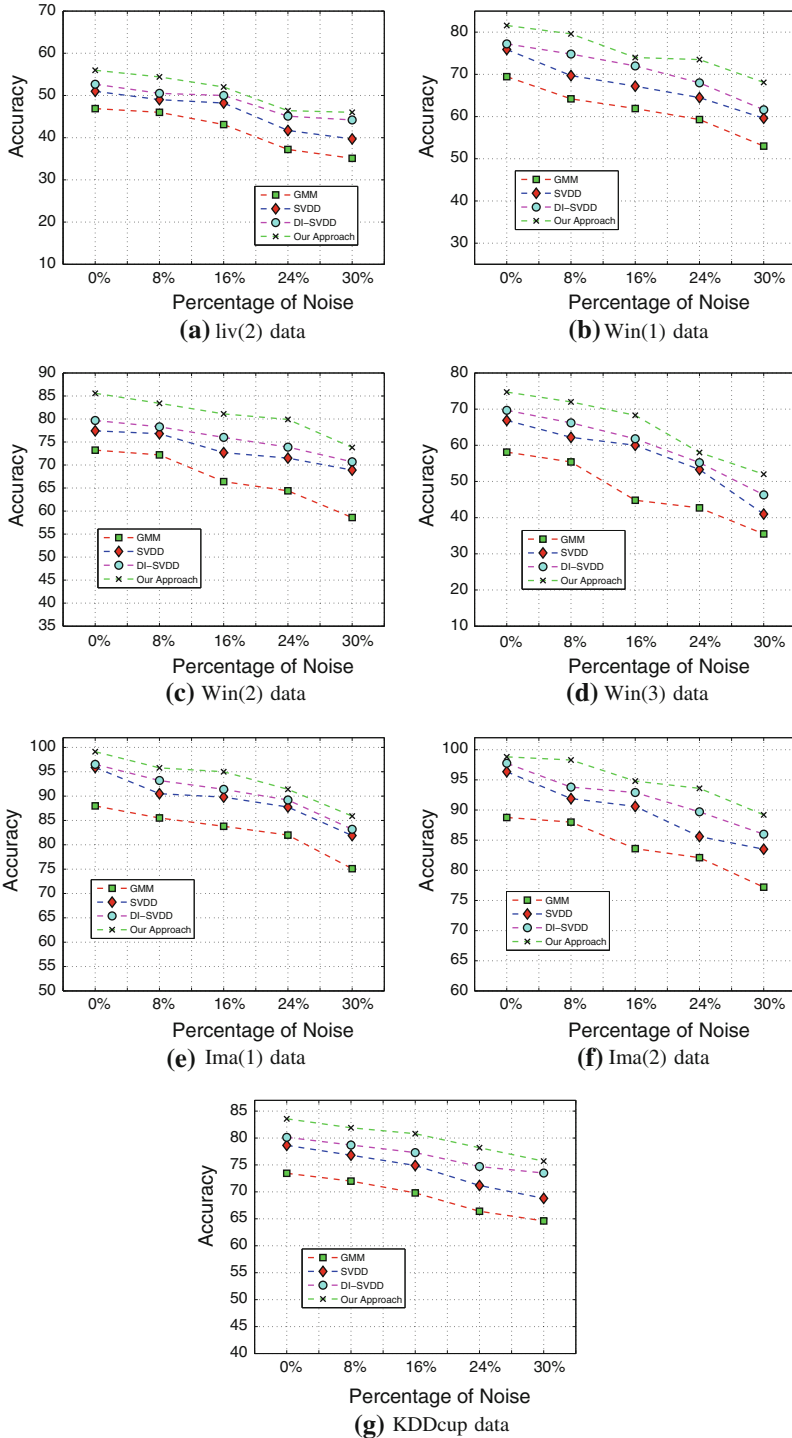 70
60
50
40
30
20
10
Accuracy
GMM
SVDD
DI-SVDD
Our Approach
0% 8% 16% 24% 30%
Percentage of Noise
(a) liv(2) data
80
70
60
50
40
30
Accuracy
GMM
SVDD
DI-SVDD
Our Approach
0% 8% 16% 24% 30%
Percentage of Noise
(b) Win(1) data
90
85
80
75
70
65
60
55
50
45
40
35
Accuracy
GMM
SVDD
DI-SVDD
Our Approach
0% 8% 16% 24% 30%
Percentage of Noise
(c) Win(2) data
80
70
60
50
40
30
20
10
Accuracy
GMM
SVDD
DI-SVDD
Our Approach
0% 8% 16% 24% 30%
Percentage of Noise
(d) Win(3) data
100
95
90
85
80
75
70
65
60
55
50
Accuracy
GMM
SVDD
DI-SVDD
Our Approach
0% 8% 16% 24% 30%
Percentage of Noise
(e) Ima(1) data
100
95
90
85
80
75
70
65
60
Accuracy
GMM
SVDD
DI-SVDD
Our Approach
0% 8% 16% 24% 30%
Percentage of Noise
(f) Ima(2) data
85
80
75
70
65
60
55
50
45
40
Accuracy
GMM
SVDD
DI-SVDD
Our Approach
0% 8% 16% 24% 30%
Percentage of Noise
(g) KDDcup data